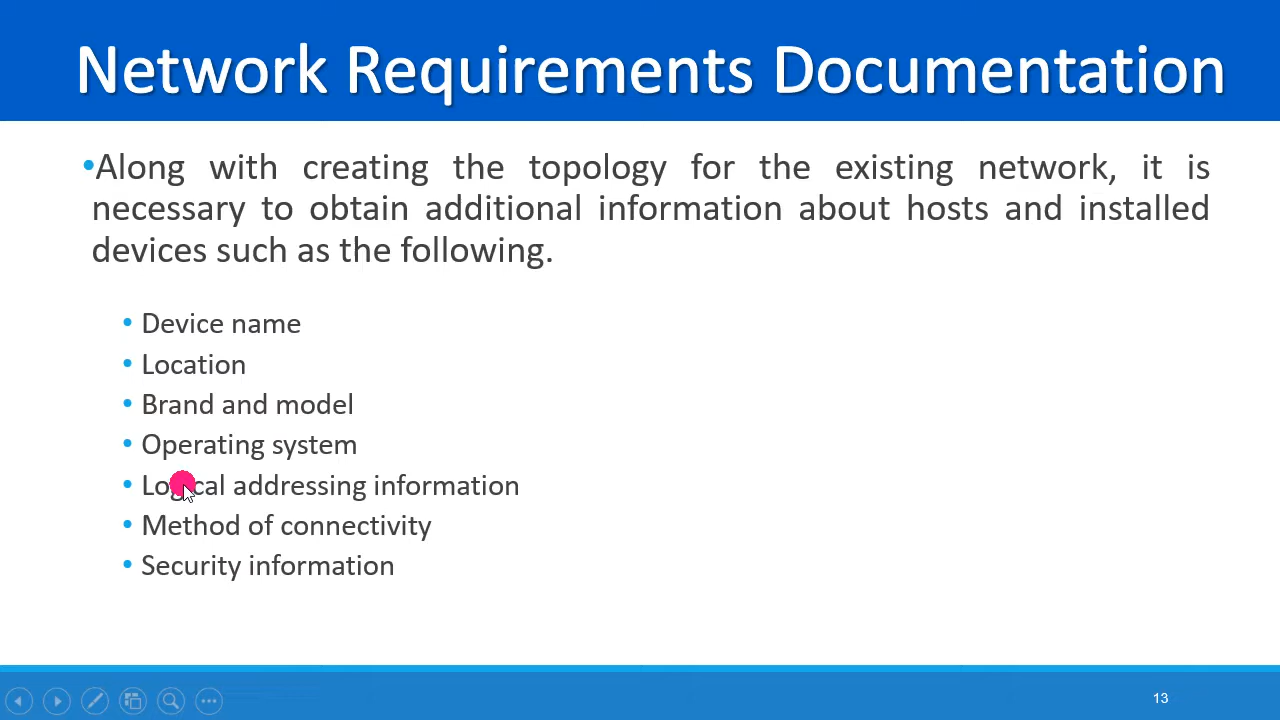 Network Requirements Documentation
•Along with creating the topology for the existing network, it is
necessary to obtain additional information about hosts and installed
devices such as the following.
• Device name
• Location
• Brand and model
• Operating system
• Logical addressing information
• Method of connectivity
• Security information
13